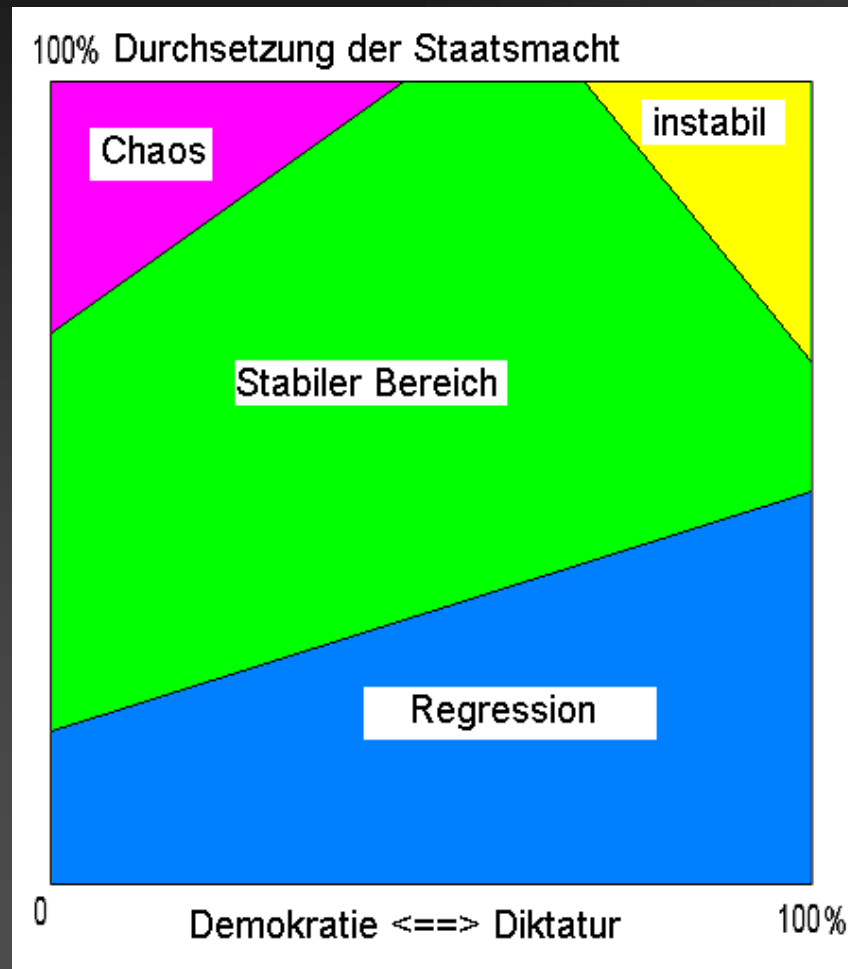 100% Durchsetzung der Staatsmacht
instabil
Chaos
Stabiler Bereich
Regression
0
100%
Demokratie <==> Diktatur